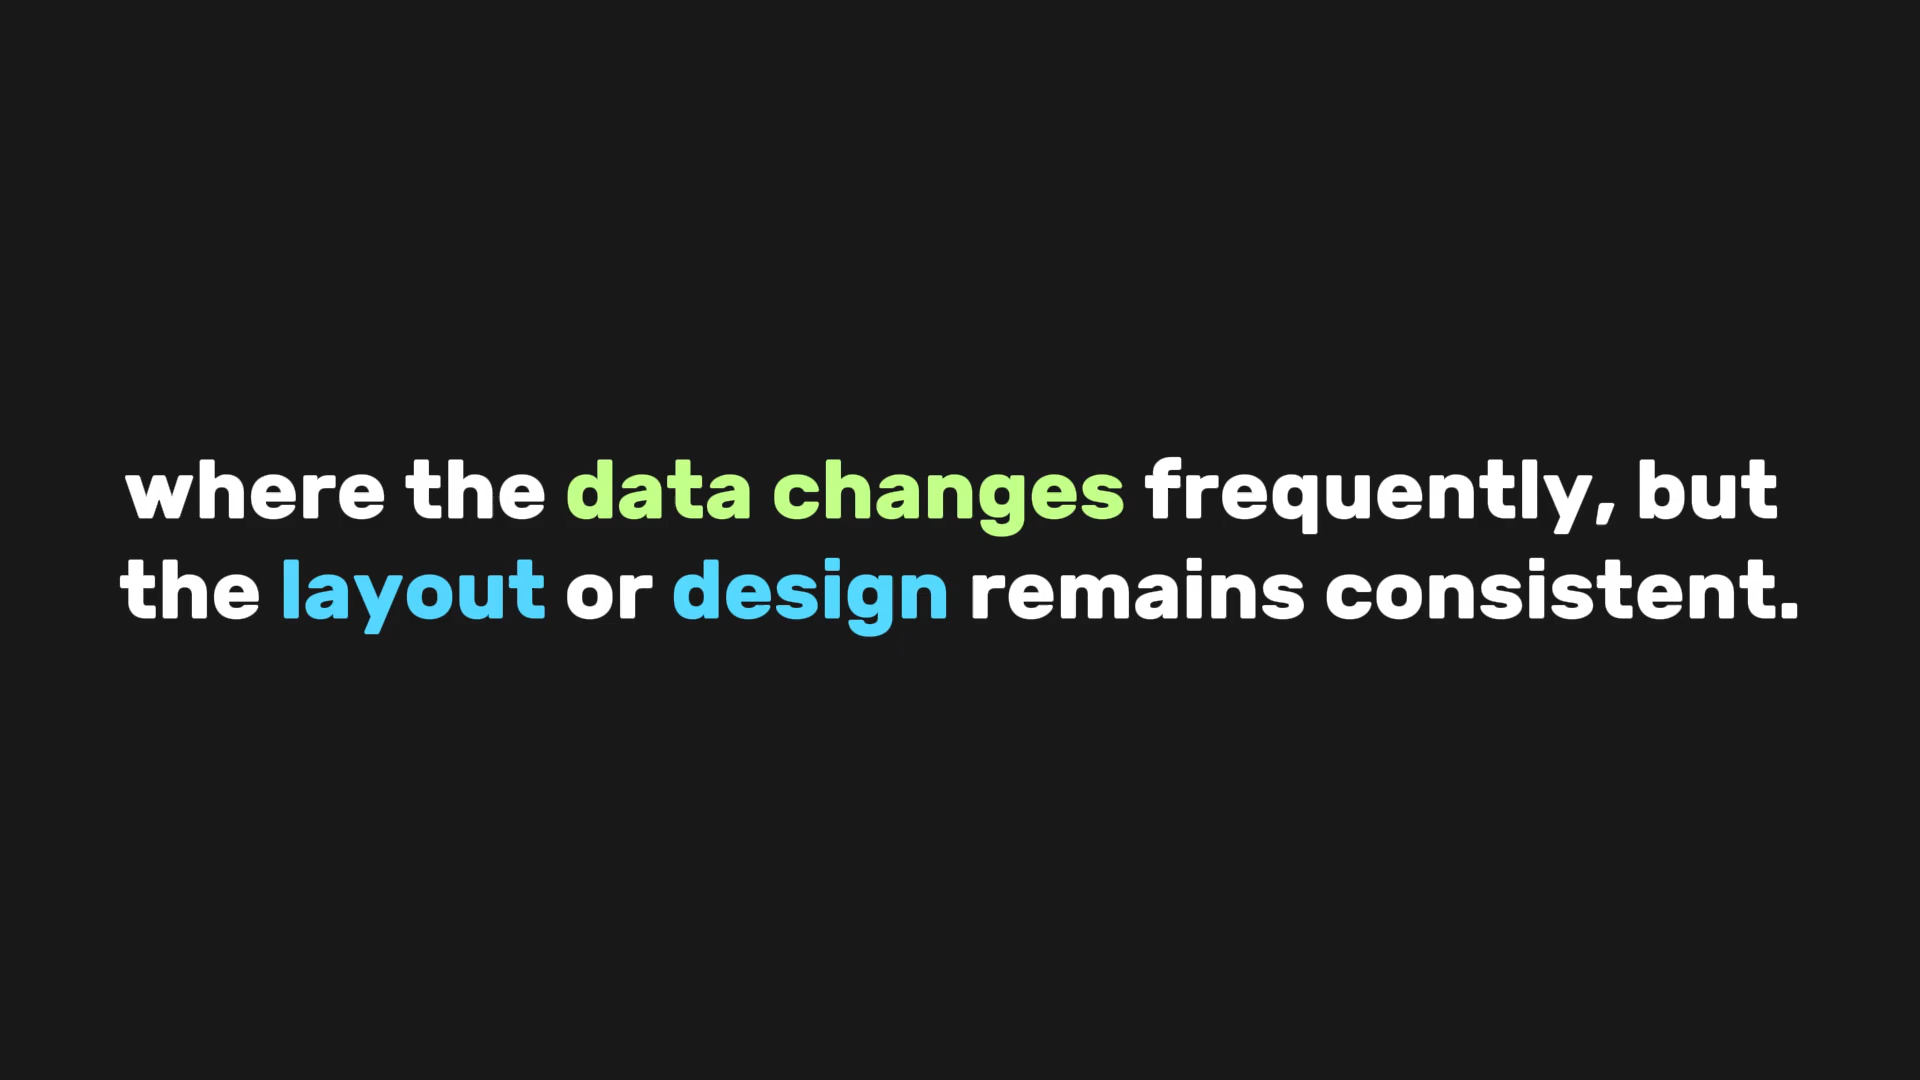 where the data changes frequently, but
the layout or design remains consistent.